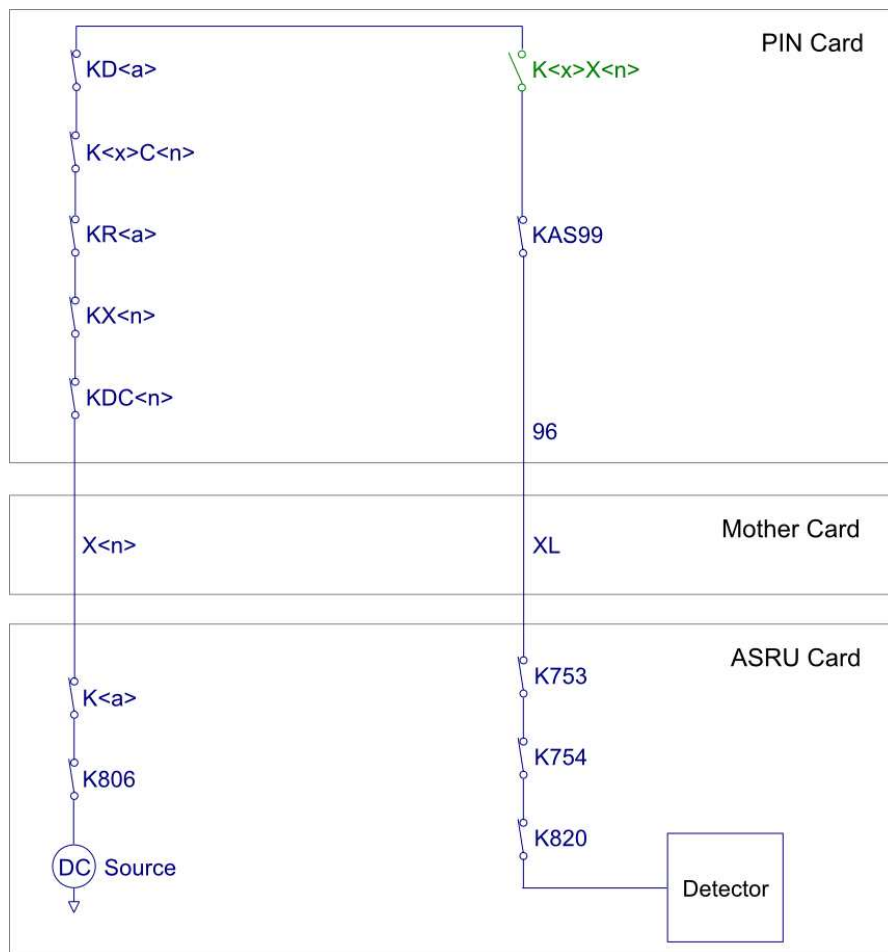 PIN Card
KD<a>
K<x>X<n>
K<x>C<n>
KR<a>
KAS99
KX<n>
KDC<n>
96
Mother Card
X<n>
XL
ASRU Card
K753
K<a>
K754
K806
K820
DC Source
Detector